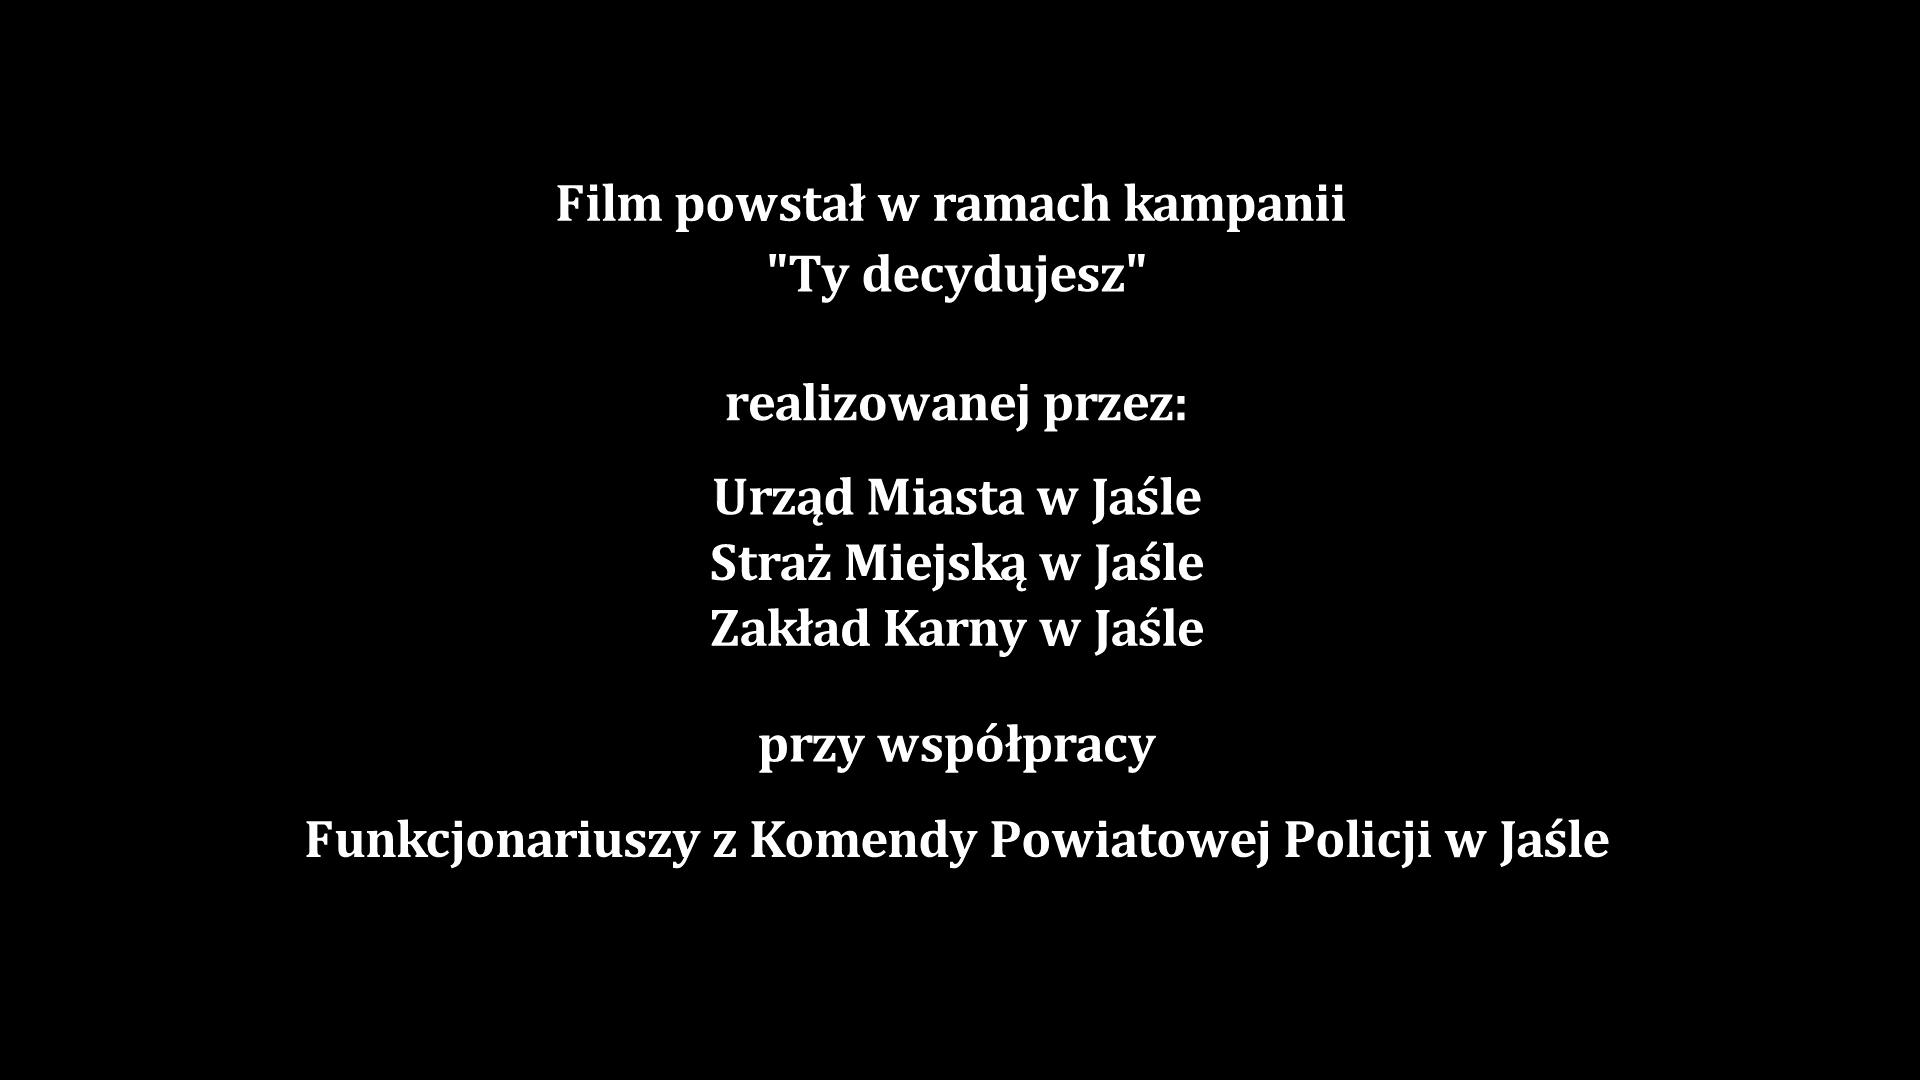 Film powstał w ramach kampanii
"Ty decydujesz"
realizowanej przez:
Urząd Miasta w Jaśle
Straż Miejską w Jaśle
Zakład Karny w Jaśle
przy współpracy
Funkcjonariuszy z Komendy Powiatowej Policji w Jaśle